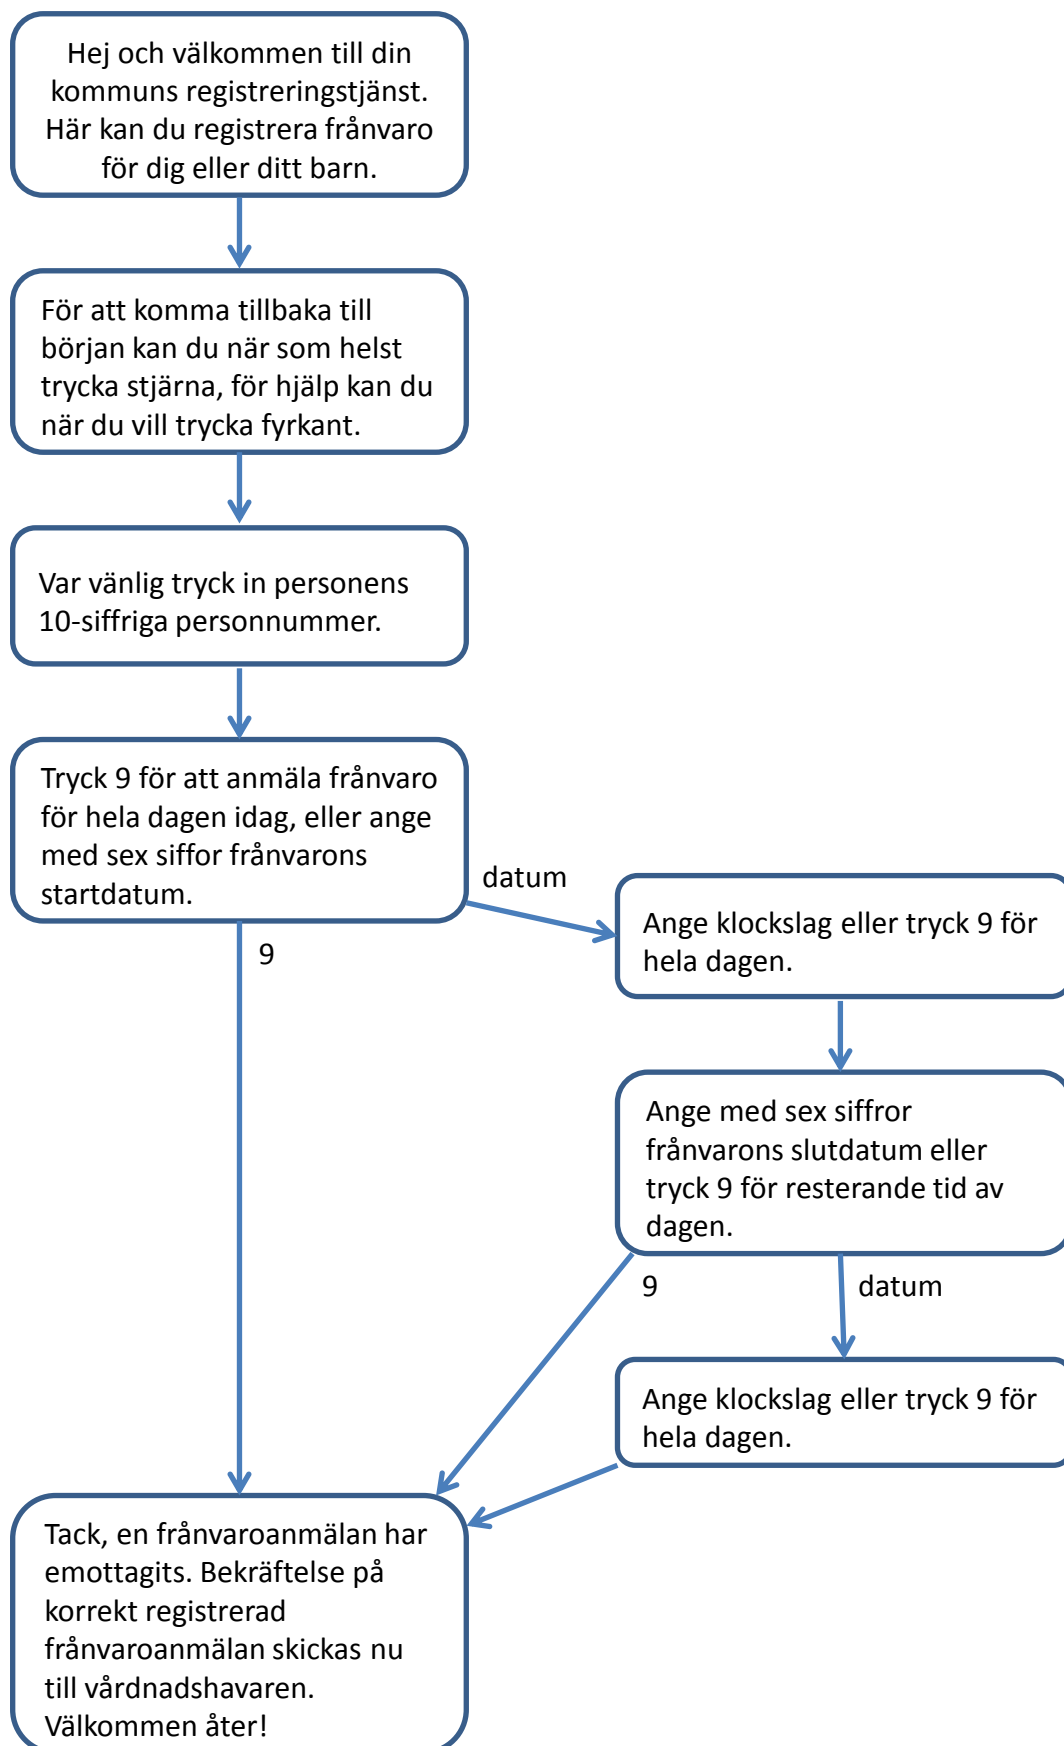 Hej och välkommen till din
kommuns registreringstjänst.
Här kan du registrera frånvaro
för dig eller ditt barn.
För att komma tillbaka till
början kan du när som helst
trycka stjärna, för hjälp kan du
när du vill trycka fyrkant.
Var vänlig tryck in personens
10-siffriga personnummer.
Tryck 9 för att anmäla frånvaro
för hela dagen idag, eller ange
med sex siffor frånvarons
startdatum.
datum
9
Ange klockslag eller tryck 9 för
hela dagen.
Ange med sex siffror
frånvarons slutdatum eller
tryck 9 för resterande tid av
dagen.
9
datum
Ange klockslag eller tryck 9 för
hela dagen.
Tack, en frånvaroanmälan har
emottagits. Bekräftelse på
korrekt registrerad
frånvaroanmälan skickas nu
till vårdnadshavaren.
Välkommen åter!